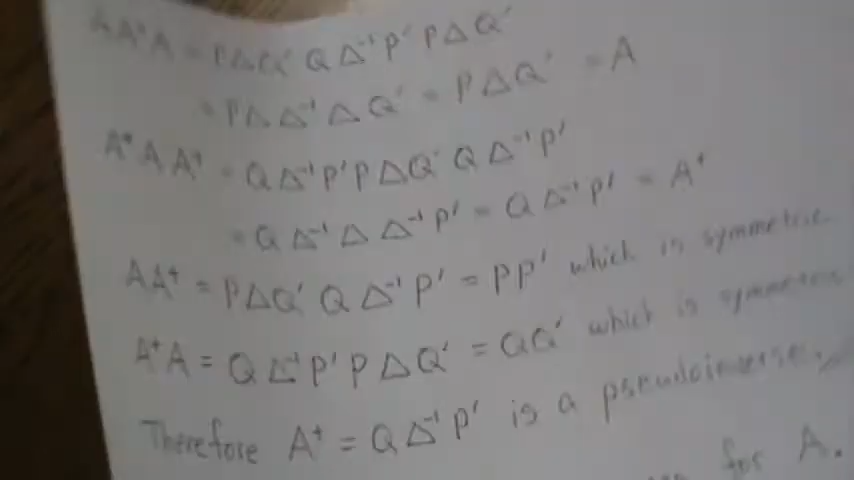 AA⁺A = PΔQ' QΔ⁻¹P' PΔQ'
= PΔΔ⁻¹ΔQ' = PΔQ' = A
A⁺AA⁺ = QΔ⁻¹P'PΔQ' QΔ⁻¹P'
= QΔ⁻¹ΔΔ⁻¹P' = QΔ⁻¹P' = A⁺
AA⁺ = PΔQ' QΔ⁻¹P' = PP' which is symmetric.
A⁺A = QΔ⁻¹P'PΔQ' = QQ' which is symmetric
Therefore A⁺ = QΔ⁻¹P' is a pseudoinverse.
for A.